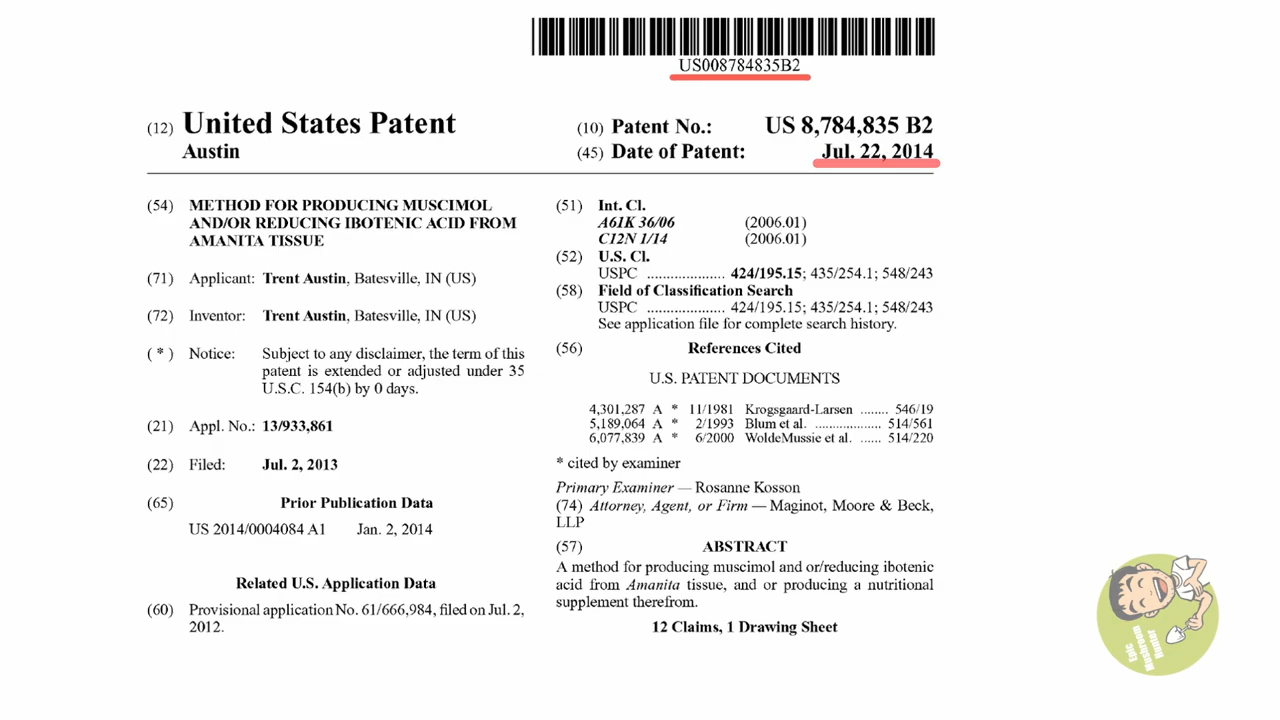 US008784835B2
(12) United States Patent
Austin
(10) Patent No.: US 8,784,835 B2
(45) Date of Patent: Jul. 22, 2014
(54) METHOD FOR PRODUCING MUSCIMOL
AND/OR REDUCING IBOTENIC ACID FROM
AMANITA TISSUE
(71) Applicant: Trent Austin, Batesville, IN (US)
(72) Inventor: Trent Austin, Batesville, IN (US)
( * ) Notice: Subject to any disclaimer, the term of this
patent is extended or adjusted under 35
U.S.C. 154(b) by 0 days.
(21) Appl. No.: 13/933,861
(22) Filed: Jul. 2, 2013
(65) Prior Publication Data
US 2014/0004084 A1 Jan. 2, 2014
Related U.S. Application Data
(60) Provisional application No. 61/666,984, filed on Jul. 2,
2012.
(51) Int. Cl.
A61K 36/06 (2006.01)
C12N 1/14 (2006.01)
(52) U.S. Cl.
USPC .................... 424/195.15; 435/254.1; 548/243
(58) Field of Classification Search
USPC .................... 424/195.15; 435/254.1; 548/243
See application file for complete search history.
(56) References Cited
U.S. PATENT DOCUMENTS
4,301,287 A * 11/1981 Krogsgaard-Larsen ........ 546/19
5,189,064 A * 2/1993 Blum et al. .................. 514/561
6,077,839 A * 6/2000 WoldeMussie et al. ...... 514/220
* cited by examiner
Primary Examiner — Rosanne Kosson
(74) Attorney, Agent, or Firm — Maginot, Moore & Beck,
LLP
(57) ABSTRACT
A method for producing muscimol and or/reducing ibotenic
acid from Amanita tissue, and or producing a nutritional
supplement therefrom.
12 Claims, 1 Drawing Sheet
Epic
Mushroom
Hunter